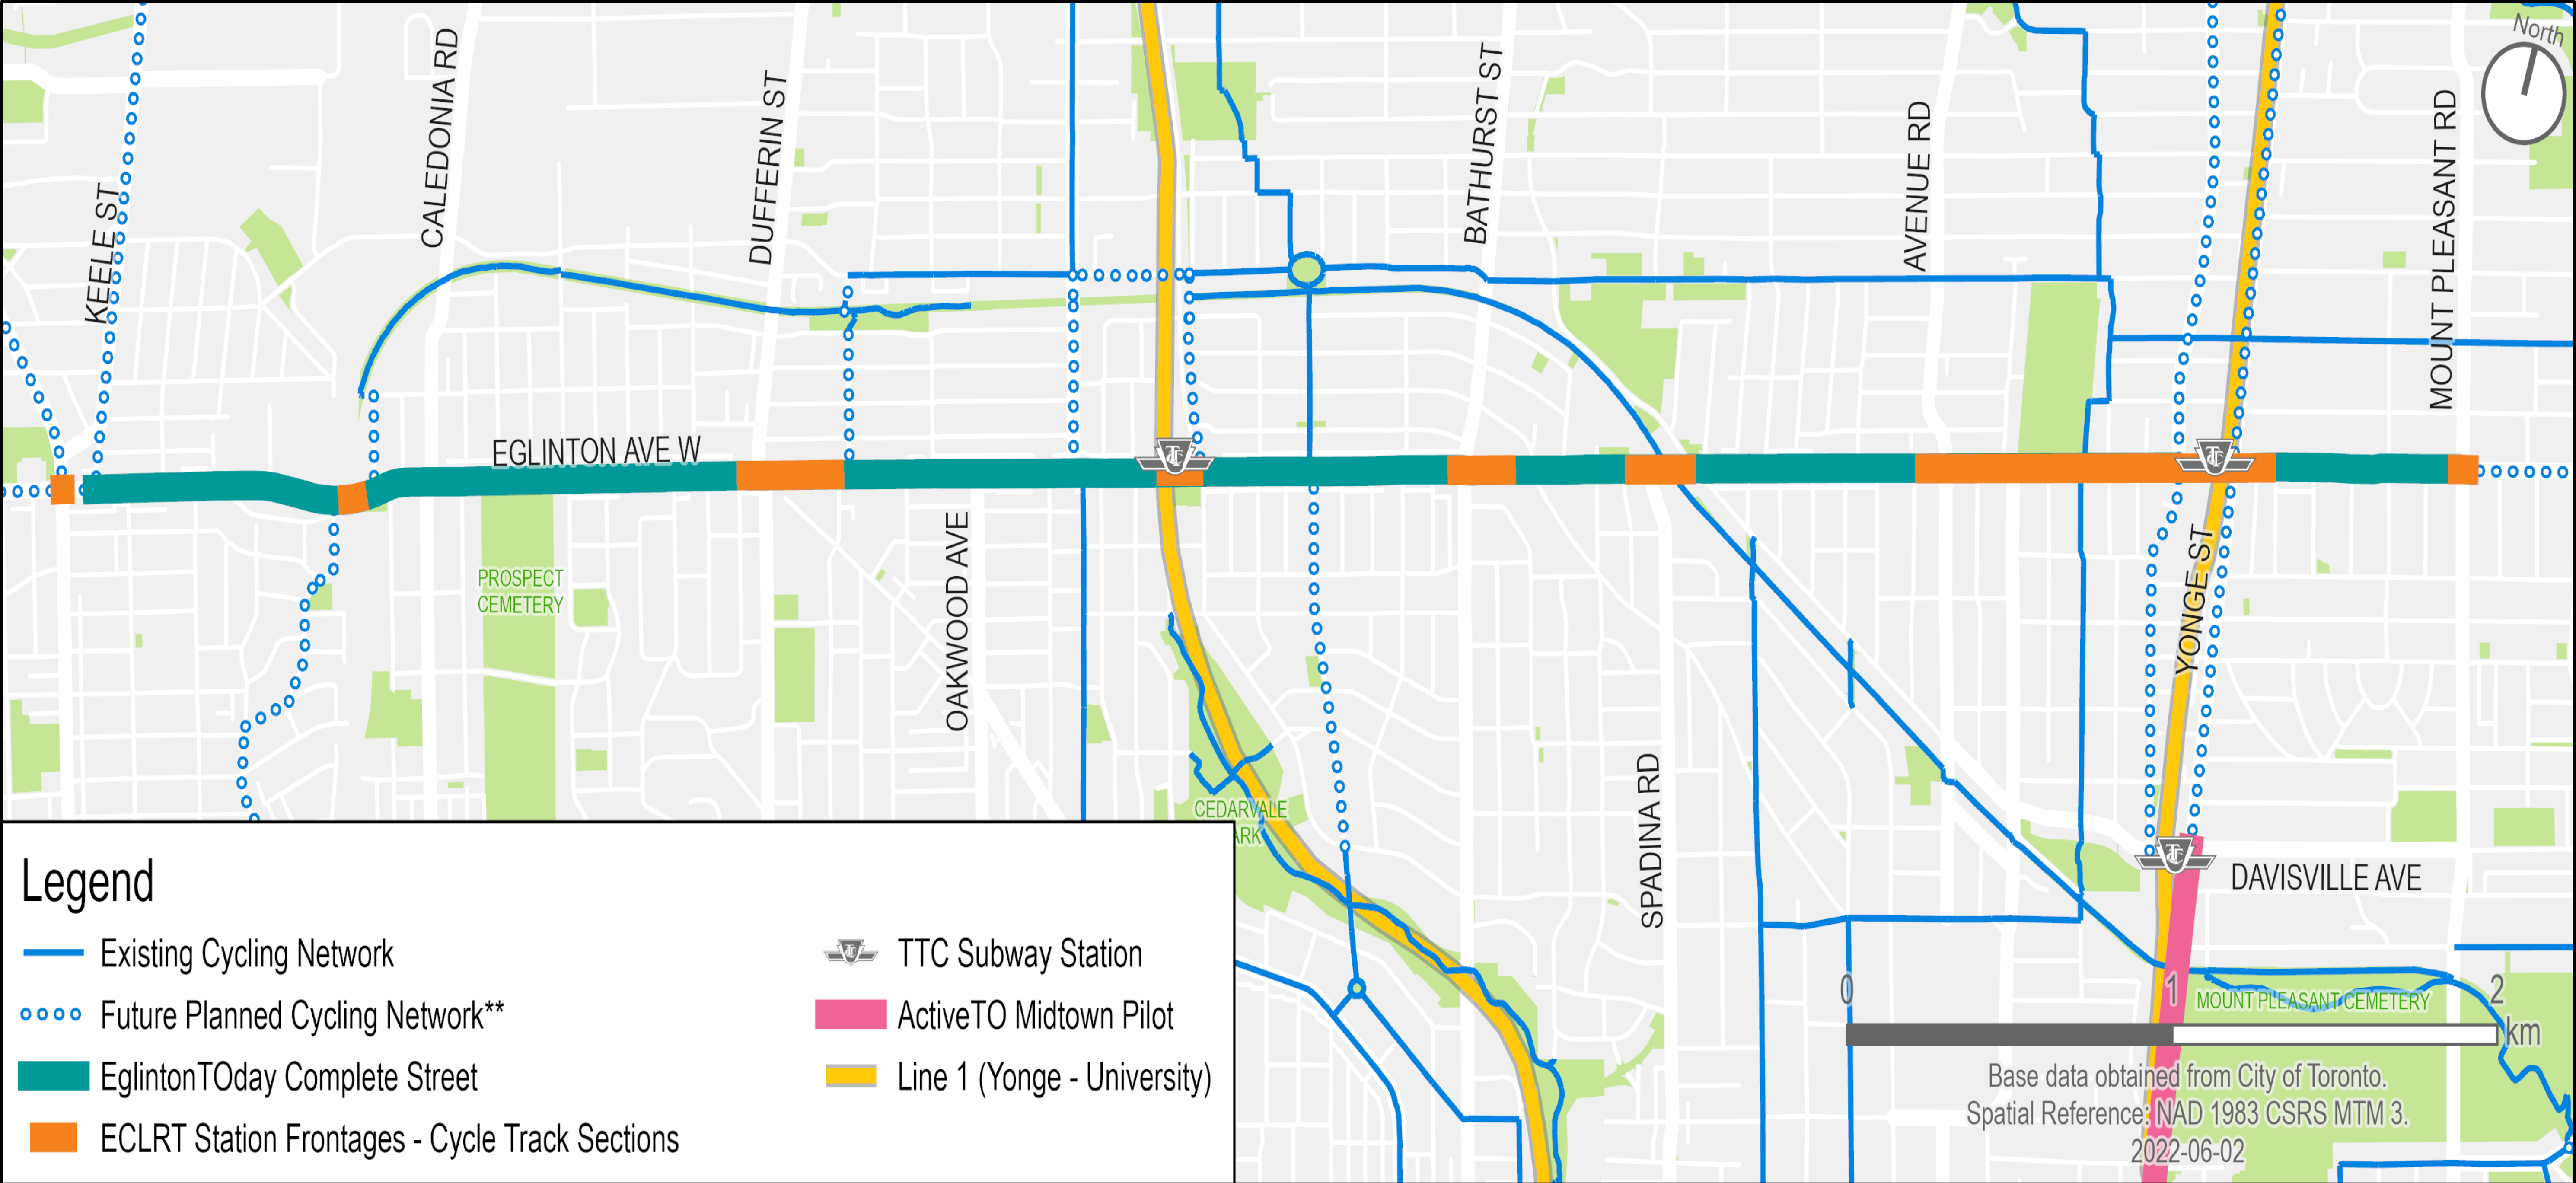 North
KEELE ST
CALEDONIA RD
DUFFERIN ST
BATHURST ST
AVENUE RD
MOUNT PLEASANT RD
EGLINTON AVE W
PROSPECT
CEMETERY
OAKWOOD AVE
YONGE ST
SPADINA RD
CEDARVALE
ARK
DAVISVILLE AVE
MOUNT PLEASANT CEMETERY
0 1 2
km
Base data obtained from City of Toronto.
Spatial Reference: NAD 1983 CSRS MTM 3.
2022-06-02
Legend
Existing Cycling Network
Future Planned Cycling Network**
EglintonTOday Complete Street
ECLRT Station Frontages - Cycle Track Sections
TTC Subway Station
ActiveTO Midtown Pilot
Line 1 (Yonge - University)